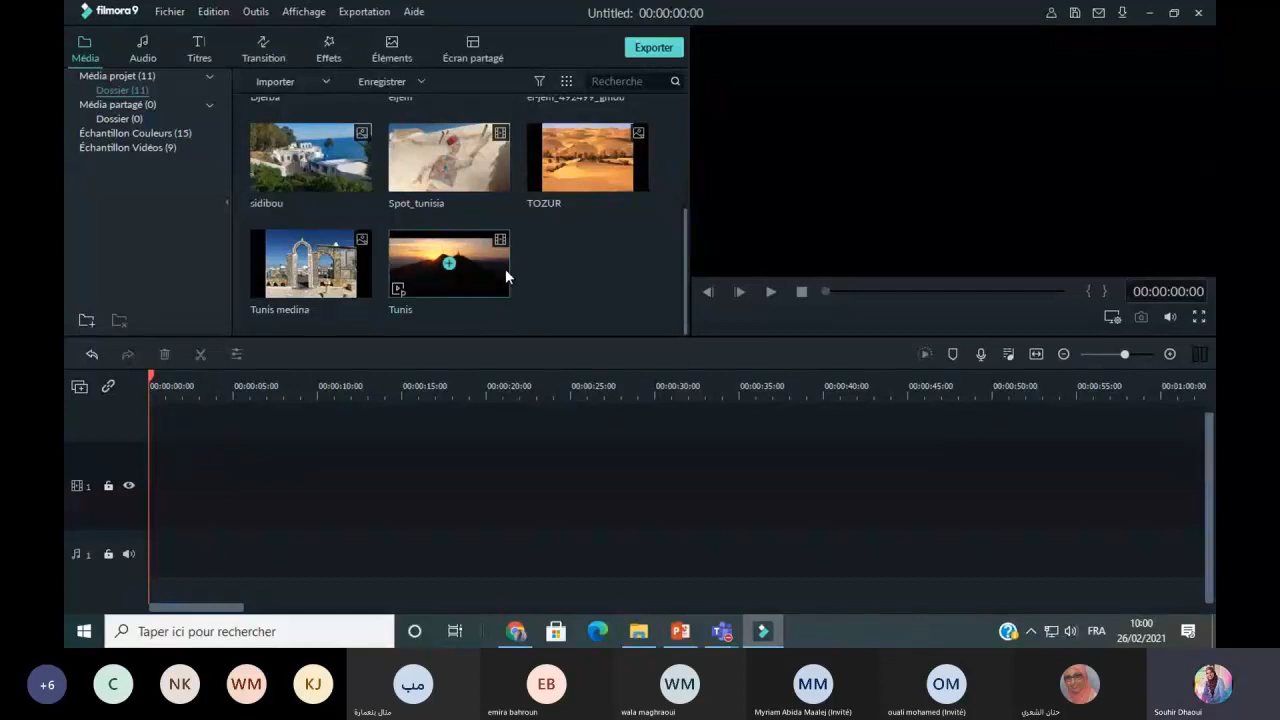 filmora9 Fichier Edition Outils Affichage Exportation Aide Untitled: 00:00:00:00
Média Audio Titres Transition Effets Éléments Écran partagé Exporter
Média projet (11) Importer Enregistrer Recherche
Dossier (11)
Média partagé (0)
Dossier (0)
Échantillon Couleurs (15)
Échantillon Vidéos (9)
Djerba eljem
sidibou Spot_tunisia TOZUR
Tunis medina Tunis
00:00:00:00
00:00:00:00 00:00:05:00 00:00:10:00 00:00:15:00 00:00:20:00 00:00:25:00 00:00:30:00 00:00:35:00 00:00:40:00 00:00:45:00 00:00:50:00 00:00:55:00 00:01:00:00
1
1
Taper ici pour rechercher FRA 10:00
26/02/2021
+6 C NK WM KJ مب EB WM MM OM
منال بنعمارة emira bahroun wala maghraoui Myriam Abida Maalej (Invité) ouali mohamed (Invité) حنان الشعري Souhir Dhaoui